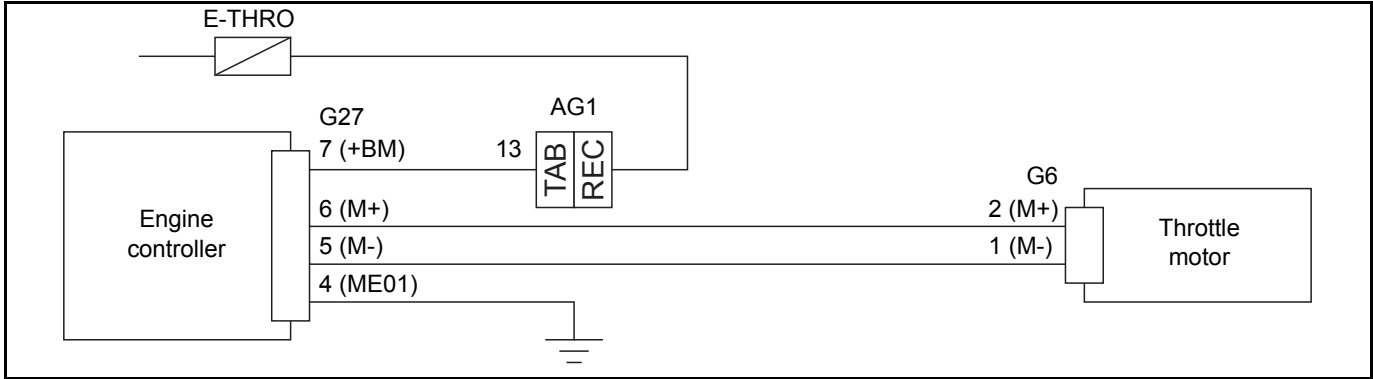 E-THRO
G27
AG1
7 (+BM)
13
TAB
REC
G6
6 (M+)
2 (M+)
Engine
controller
Throttle
motor
5 (M-)
1 (M-)
4 (ME01)